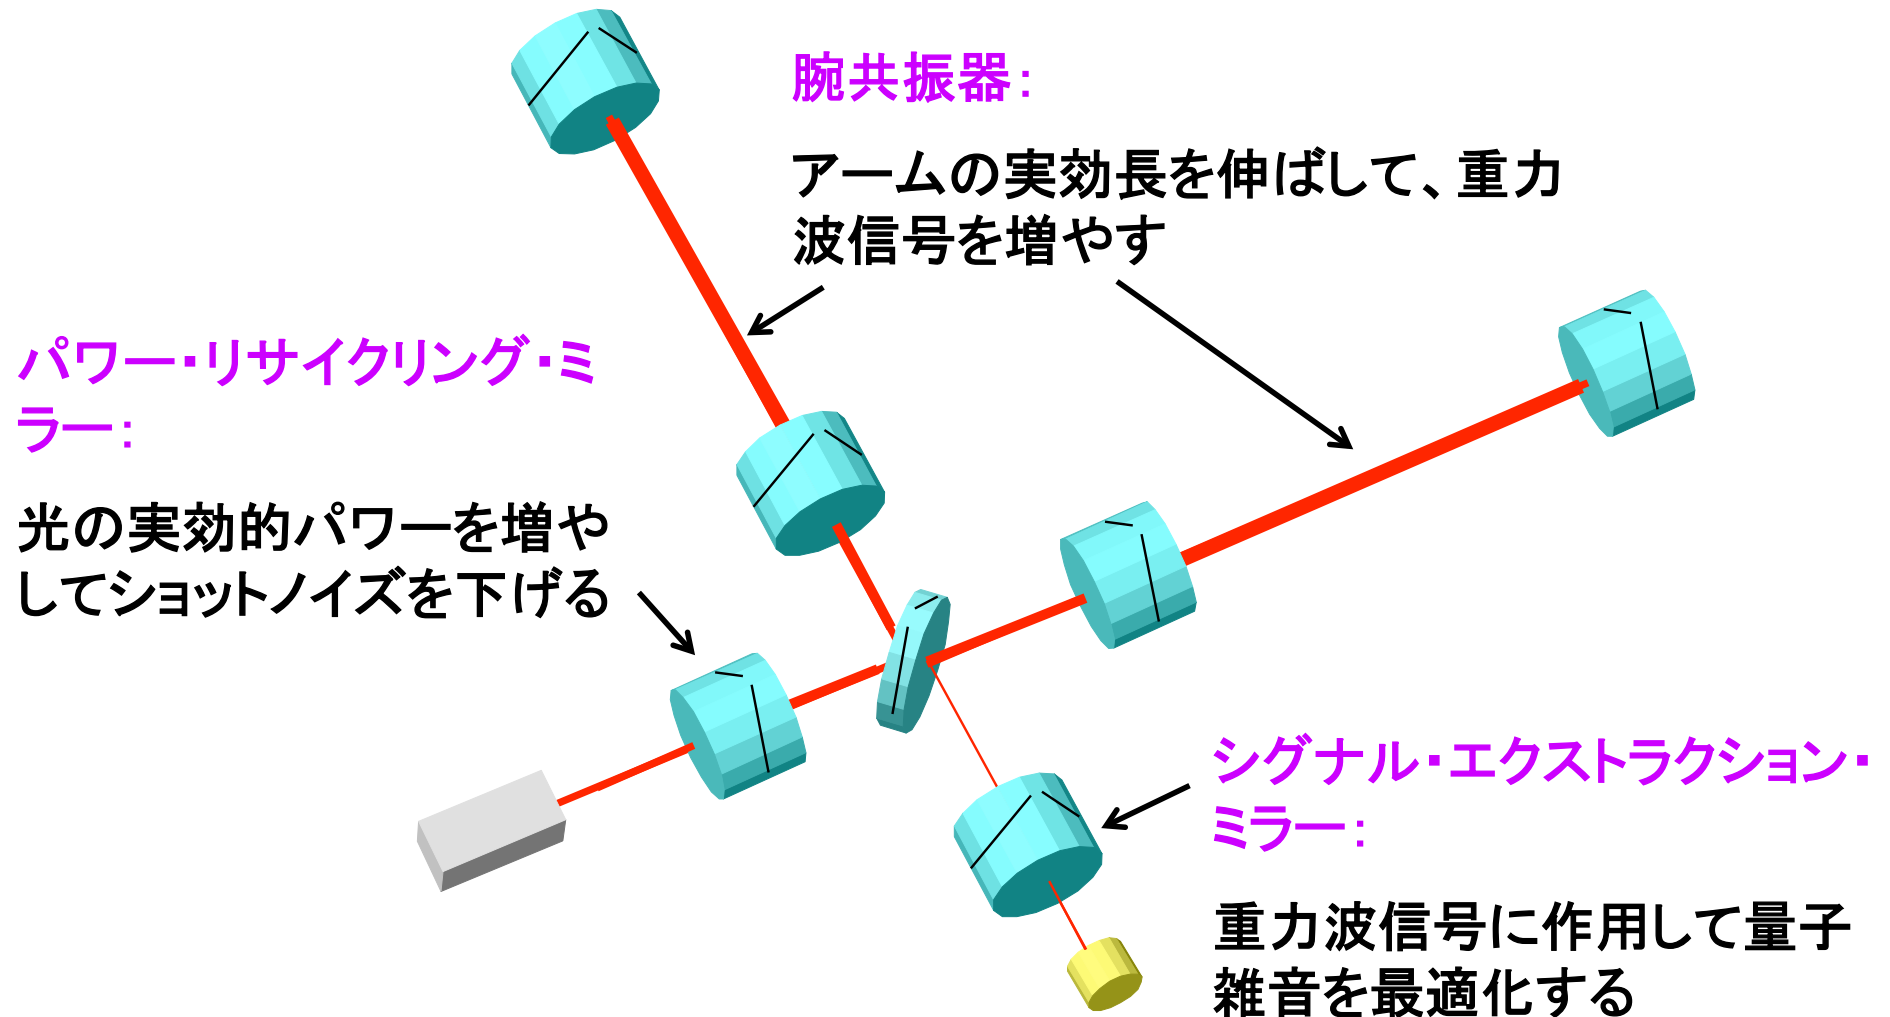 腕共振器：
アームの実効長を伸ばして、重力
波信号を増やす
パワー・リサイクリング・ミ
ラー：
光の実効的パワーを増や
してショットノイズを下げる
シグナル・エクストラクション・
ミラー：
重力波信号に作用して量子
雑音を最適化する